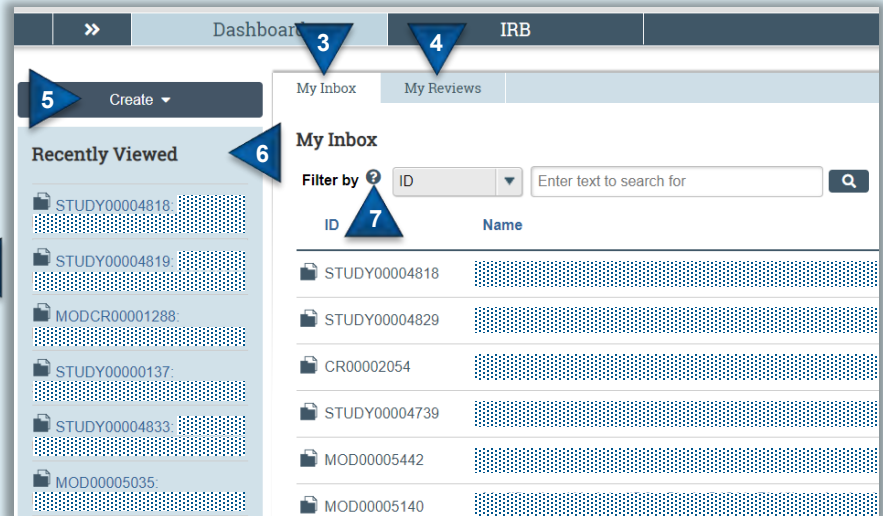 » Dashboard IRB
3 4
My Inbox My Reviews
5 Create
Recently Viewed 6
My Inbox
Filter by ? ID Enter text to search for
7
ID Name
STUDY00004818:
STUDY00004819:
MODCR00001288:
STUDY00000137:
STUDY00004833:
MOD00005035:
STUDY00004818
STUDY00004829
CR00002054
STUDY00004739
MOD00005442
MOD00005140